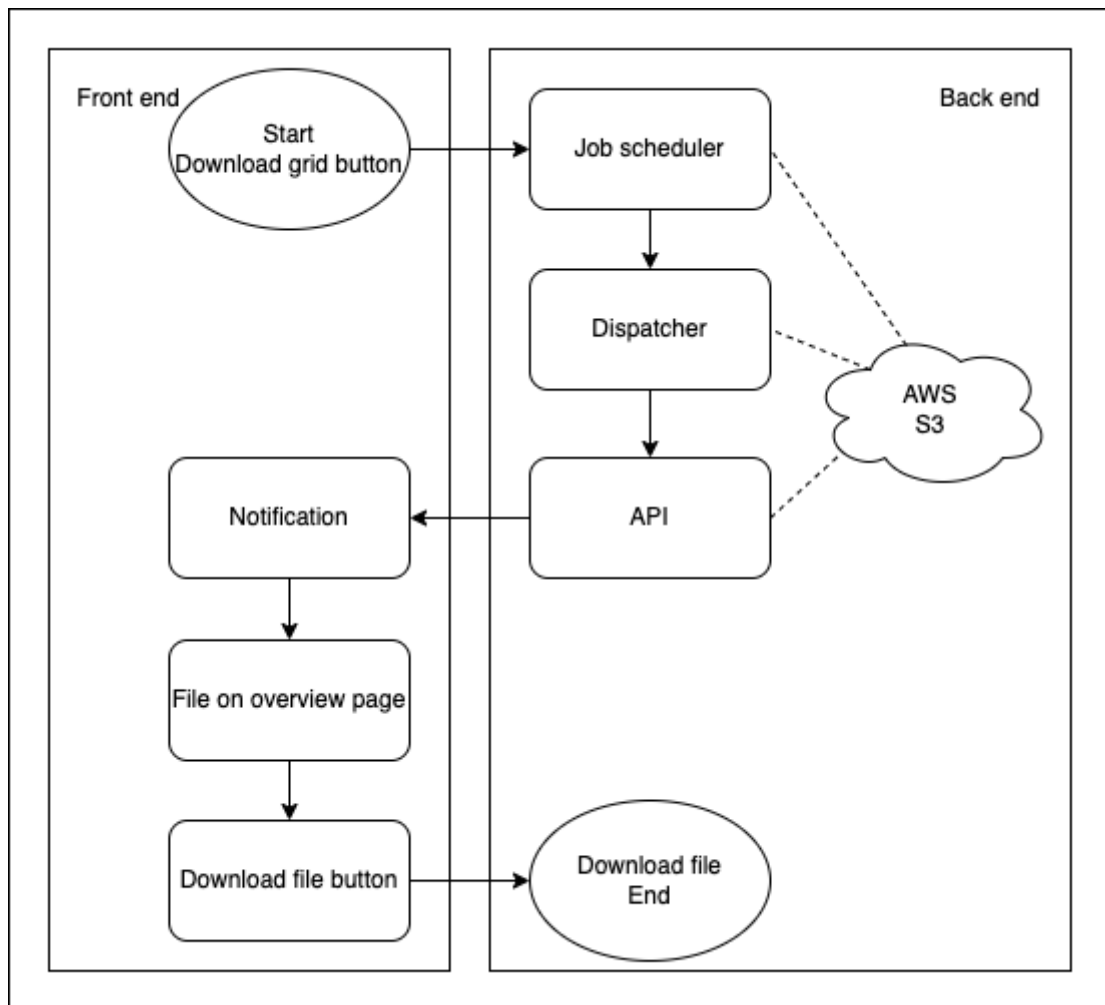 Front end
Start
Download grid button
Job scheduler
Back end
Dispatcher
AWS
S3
Notification
API
File on overview page
Download file button
Download file
End